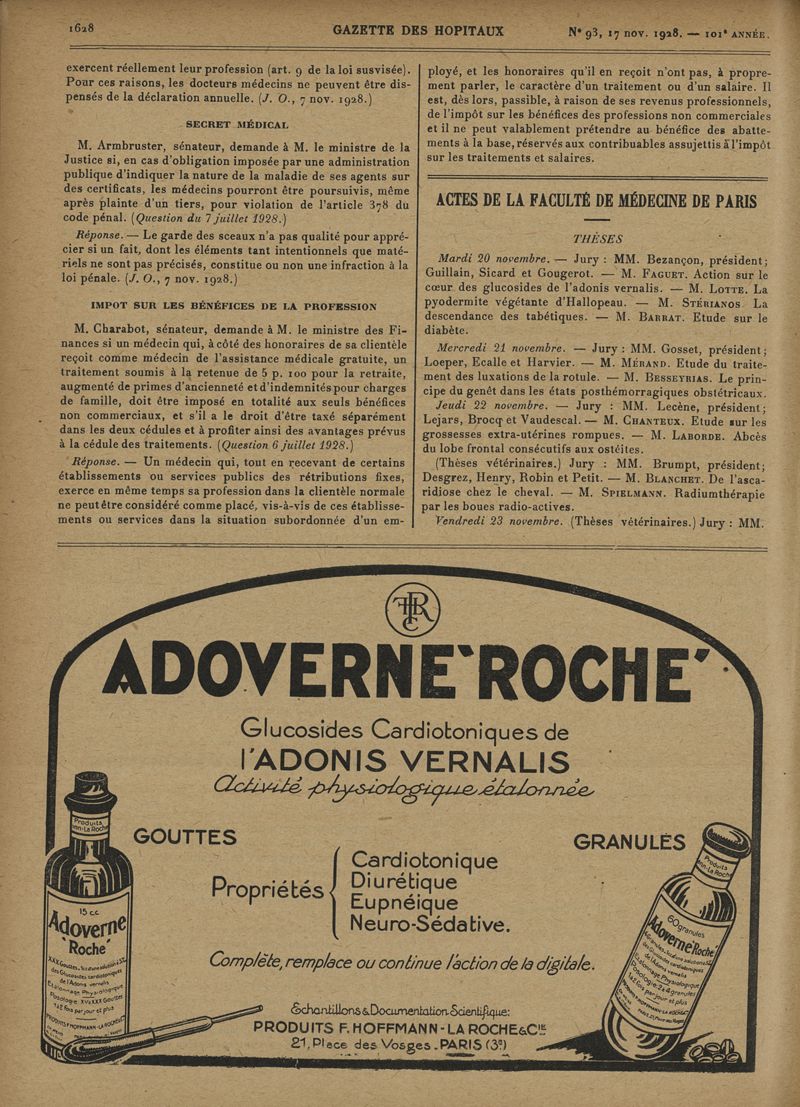 1628
GAZETTE DES HOPITAUX
N° 93, 17 nov. 1928. — 101e ANNÉE.
exercent réellement leur profession (art. 9 de la loi susvisée).
Pour ces raisons, les docteurs médecins ne peuvent être dis-
pensés de la déclaration annuelle. (J. O., 7 nov. 1928.)
SECRET MÉDICAL
M. Armbruster, sénateur, demande à M. le ministre de la
Justice si, en cas d'obligation imposée par une administration
publique d'indiquer la nature de la maladie de ses agents sur
des certificats, les médecins pourront être poursuivis, même
après plainte d'un tiers, pour violation de l'article 378 du
code pénal. (Question du 7 juillet 1928.)
Réponse. — Le garde des sceaux n'a pas qualité pour appré-
cier si un fait, dont les éléments tant intentionnels que maté-
riels ne sont pas précisés, constitue ou non une infraction à la
loi pénale. (J. O., 7 nov. 1928.)
IMPOT SUR LES BÉNÉFICES DE LA PROFESSION
M. Charabot, sénateur, demande à M. le ministre des Fi-
nances si un médecin qui, à côté des honoraires de sa clientèle
reçoit comme médecin de l'assistance médicale gratuite, un
traitement soumis à la retenue de 5 p. 100 pour la retraite,
augmenté de primes d'ancienneté et d'indemnités pour charges
de famille, doit être imposé en totalité aux seuls bénéfices
non commerciaux, et s'il a le droit d'être taxé séparément
dans les deux cédules et à profiter ainsi des avantages prévus
à la cédule des traitements. (Question 6 juillet 1928.)
Réponse. — Un médecin qui, tout en recevant de certains
établissements ou services publics des rétributions fixes,
exerce en même temps sa profession dans la clientèle normale
ne peut être considéré comme placé, vis-à-vis de ces établisse-
ments ou services dans la situation subordonnée d'un em-
ployé, et les honoraires qu'il en reçoit n'ont pas, à propre-
ment parler, le caractère d'un traitement ou d'un salaire. Il
est, dès lors, passible, à raison de ses revenus professionnels,
de l'impôt sur les bénéfices des professions non commerciales
et il ne peut valablement prétendre au bénéfice des abatte-
ments à la base, réservés aux contribuables assujettis à l'impôt
sur les traitements et salaires.
ACTES DE LA FACULTÉ DE MÉDECINE DE PARIS
THÈSES
Mardi 20 novembre. — Jury : MM. Bezançon, président;
Guillain, Sicard et Gougerot. — M. FAGUET. Action sur le
cœur des glucosides de l'adonis vernalis. — M. LOTTE. La
pyodermite végétante d'Hallopeau. — M. STÉRIANOS La
descendance des tabétiques. — M. BARRAT. Etude sur le
diabète.
Mercredi 21 novembre. — Jury : MM. Gosset, président;
Loeper, Ecalle et Harvier. — M. MÉRAND. Etude du traite-
ment des luxations de la rotule. — M. BESSEYRIAS. Le prin-
cipe du genêt dans les états posthémorragiques obstétricaux.
Jeudi 22 novembre. — Jury : MM. Lecène, président;
Lejars, Brocq et Vaudescal. — M. CHANTEUX. Etude sur les
grossesses extra-utérines rompues. — M. LABORDE. Abcès
du lobe frontal consécutifs aux ostéites.
(Thèses vétérinaires.) Jury : MM. Brumpt, président;
Desgrez, Henry, Robin et Petit. — M. BLANCHET. De l'asca-
ridiose chez le cheval. — M. SPIELMANN. Radiumthérapie
par les boues radio-actives.
Vendredi 23 novembre. (Thèses vétérinaires.) Jury : MM.
ADOVERNE "ROCHE"
Glucosides Cardiotoniques de
l'ADONIS VERNALIS
Activité physiologique étalonnée
GOUTTES
GRANULÉS
Propriétés
Cardiotonique
Diurétique
Eupnéique
Neuro-Sédative.
Complète, remplace ou continue l'action de la digitale.
Échantillons & Documentation Scientifique:
PRODUITS F. HOFFMANN - LA ROCHE & Cie
21, Place des Vosges. PARIS (3e)
Produits
15 cc
Adoverne
"Roche"
Produits
60 granules
Adoverne "Roche"